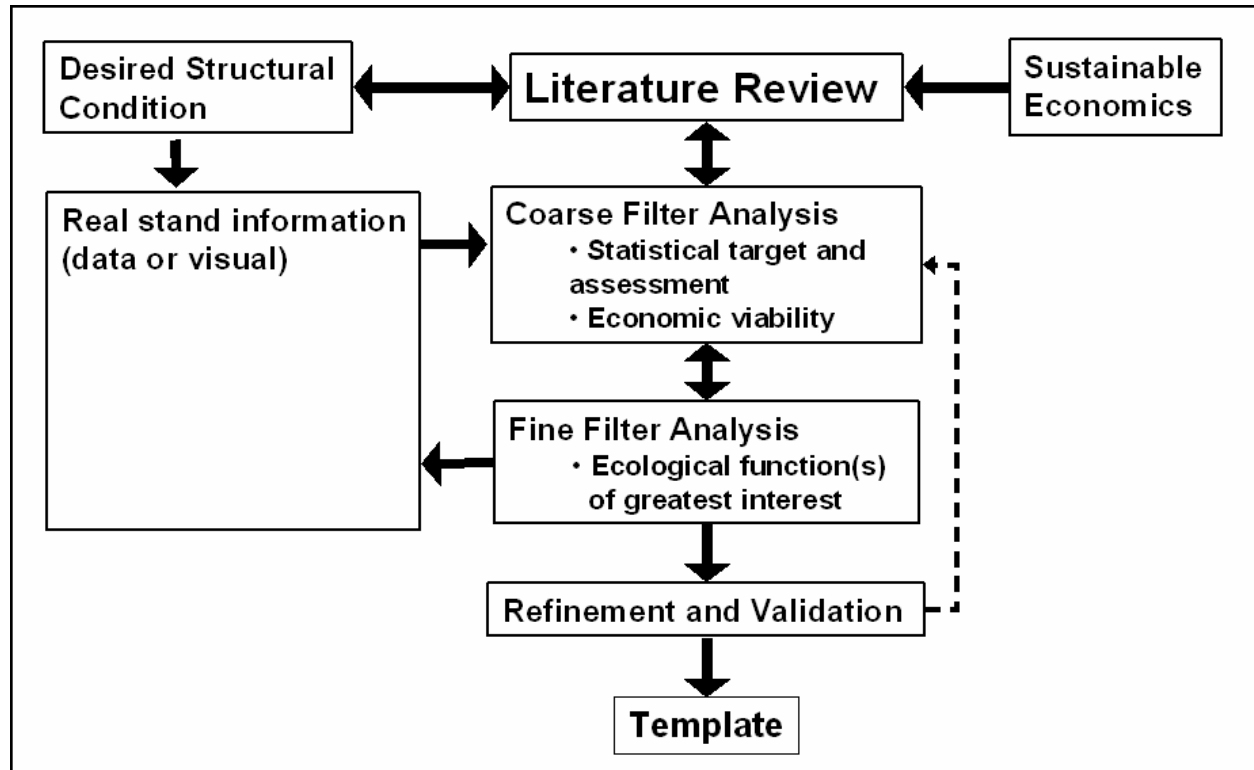 Desired Structural
Condition
Literature Review
Sustainable
Economics
Real stand information
(data or visual)
Coarse Filter Analysis
• Statistical target and
assessment
• Economic viability
Fine Filter Analysis
• Ecological function(s)
of greatest interest
Refinement and Validation
Template